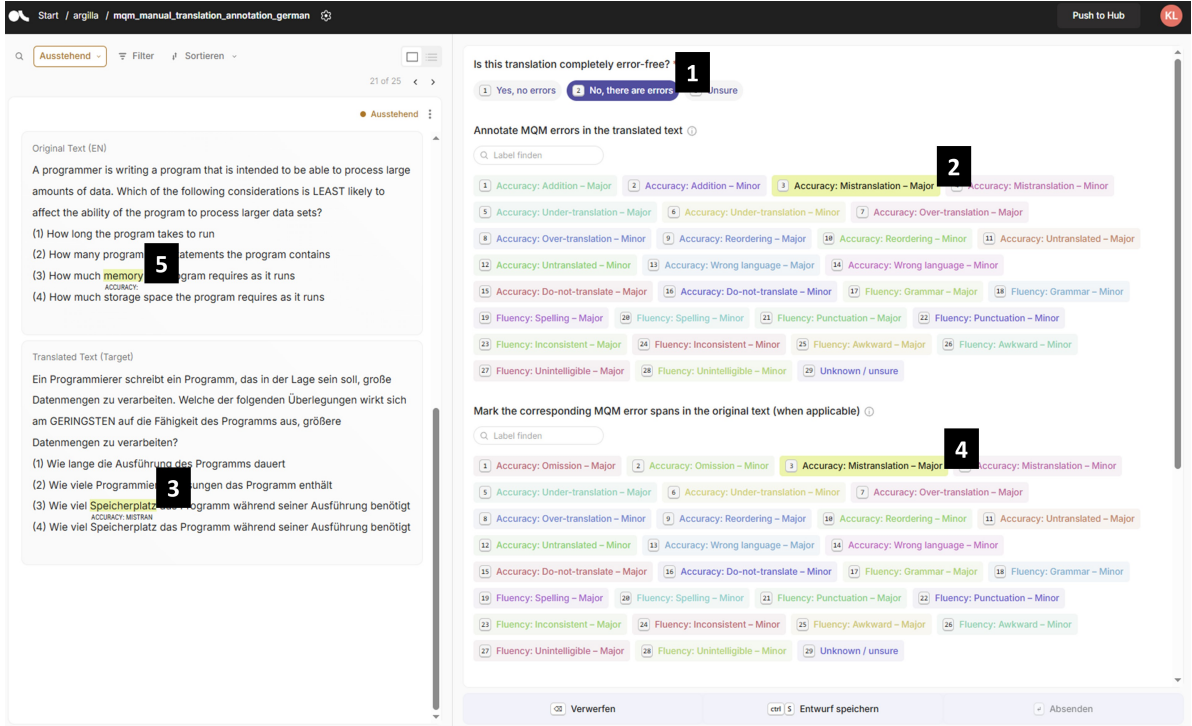 Start / argilla / mqm_manual_translation_annotation_german
Push to Hub
KL
Ausstehend
Filter
Sortieren
21 of 25
Ausstehend
Original Text (EN)
A programmer is writing a program that is intended to be able to process large
amounts of data. Which of the following considerations is LEAST likely to
affect the ability of the program to process larger data sets?
(1) How long the program takes to run
(2) How many program atements the program contains
(3) How much memory gram requires as it runs
ACCURACY:
(4) How much storage space the program requires as it runs
5
Translated Text (Target)
Ein Programmierer schreibt ein Programm, das in der Lage sein soll, große
Datenmengen zu verarbeiten. Welche der folgenden Überlegungen wirkt sich
am GERINGSTEN auf die Fähigkeit des Programms aus, größere
Datenmengen zu verarbeiten?
(1) Wie lange die Ausführung des Programms dauert
(2) Wie viele Programmier sungen das Programm enthält
(3) Wie viel Speicherplatz das Programm während seiner Ausführung benötigt
ACCURACY: MISTRAN
(4) Wie viel Speicherplatz das Programm während seiner Ausführung benötigt
3
Is this translation completely error-free?
1
1 Yes, no errors 2 No, there are errors Unsure
Annotate MQM errors in the translated text
Label finden
2
1 Accuracy: Addition – Major 2 Accuracy: Addition – Minor 3 Accuracy: Mistranslation – Major Accuracy: Mistranslation – Minor
5 Accuracy: Under-translation – Major 6 Accuracy: Under-translation – Minor 7 Accuracy: Over-translation – Major
8 Accuracy: Over-translation – Minor 9 Accuracy: Reordering – Major 10 Accuracy: Reordering – Minor 11 Accuracy: Untranslated – Major
12 Accuracy: Untranslated – Minor 13 Accuracy: Wrong language – Major 14 Accuracy: Wrong language – Minor
15 Accuracy: Do-not-translate – Major 16 Accuracy: Do-not-translate – Minor 17 Fluency: Grammar – Major 18 Fluency: Grammar – Minor
19 Fluency: Spelling – Major 20 Fluency: Spelling – Minor 21 Fluency: Punctuation – Major 22 Fluency: Punctuation – Minor
23 Fluency: Inconsistent – Major 24 Fluency: Inconsistent – Minor 25 Fluency: Awkward – Major 26 Fluency: Awkward – Minor
27 Fluency: Unintelligible – Major 28 Fluency: Unintelligible – Minor 29 Unknown / unsure
Mark the corresponding MQM error spans in the original text (when applicable)
Label finden
4
1 Accuracy: Omission – Major 2 Accuracy: Omission – Minor 3 Accuracy: Mistranslation – Major Accuracy: Mistranslation – Minor
5 Accuracy: Under-translation – Major 6 Accuracy: Under-translation – Minor 7 Accuracy: Over-translation – Major
8 Accuracy: Over-translation – Minor 9 Accuracy: Reordering – Major 10 Accuracy: Reordering – Minor 11 Accuracy: Untranslated – Major
12 Accuracy: Untranslated – Minor 13 Accuracy: Wrong language – Major 14 Accuracy: Wrong language – Minor
15 Accuracy: Do-not-translate – Major 16 Accuracy: Do-not-translate – Minor 17 Fluency: Grammar – Major 18 Fluency: Grammar – Minor
19 Fluency: Spelling – Major 20 Fluency: Spelling – Minor 21 Fluency: Punctuation – Major 22 Fluency: Punctuation – Minor
23 Fluency: Inconsistent – Major 24 Fluency: Inconsistent – Minor 25 Fluency: Awkward – Major 26 Fluency: Awkward – Minor
27 Fluency: Unintelligible – Major 28 Fluency: Unintelligible – Minor 29 Unknown / unsure
Verwerfen
ctrl S Entwurf speichern
Absenden